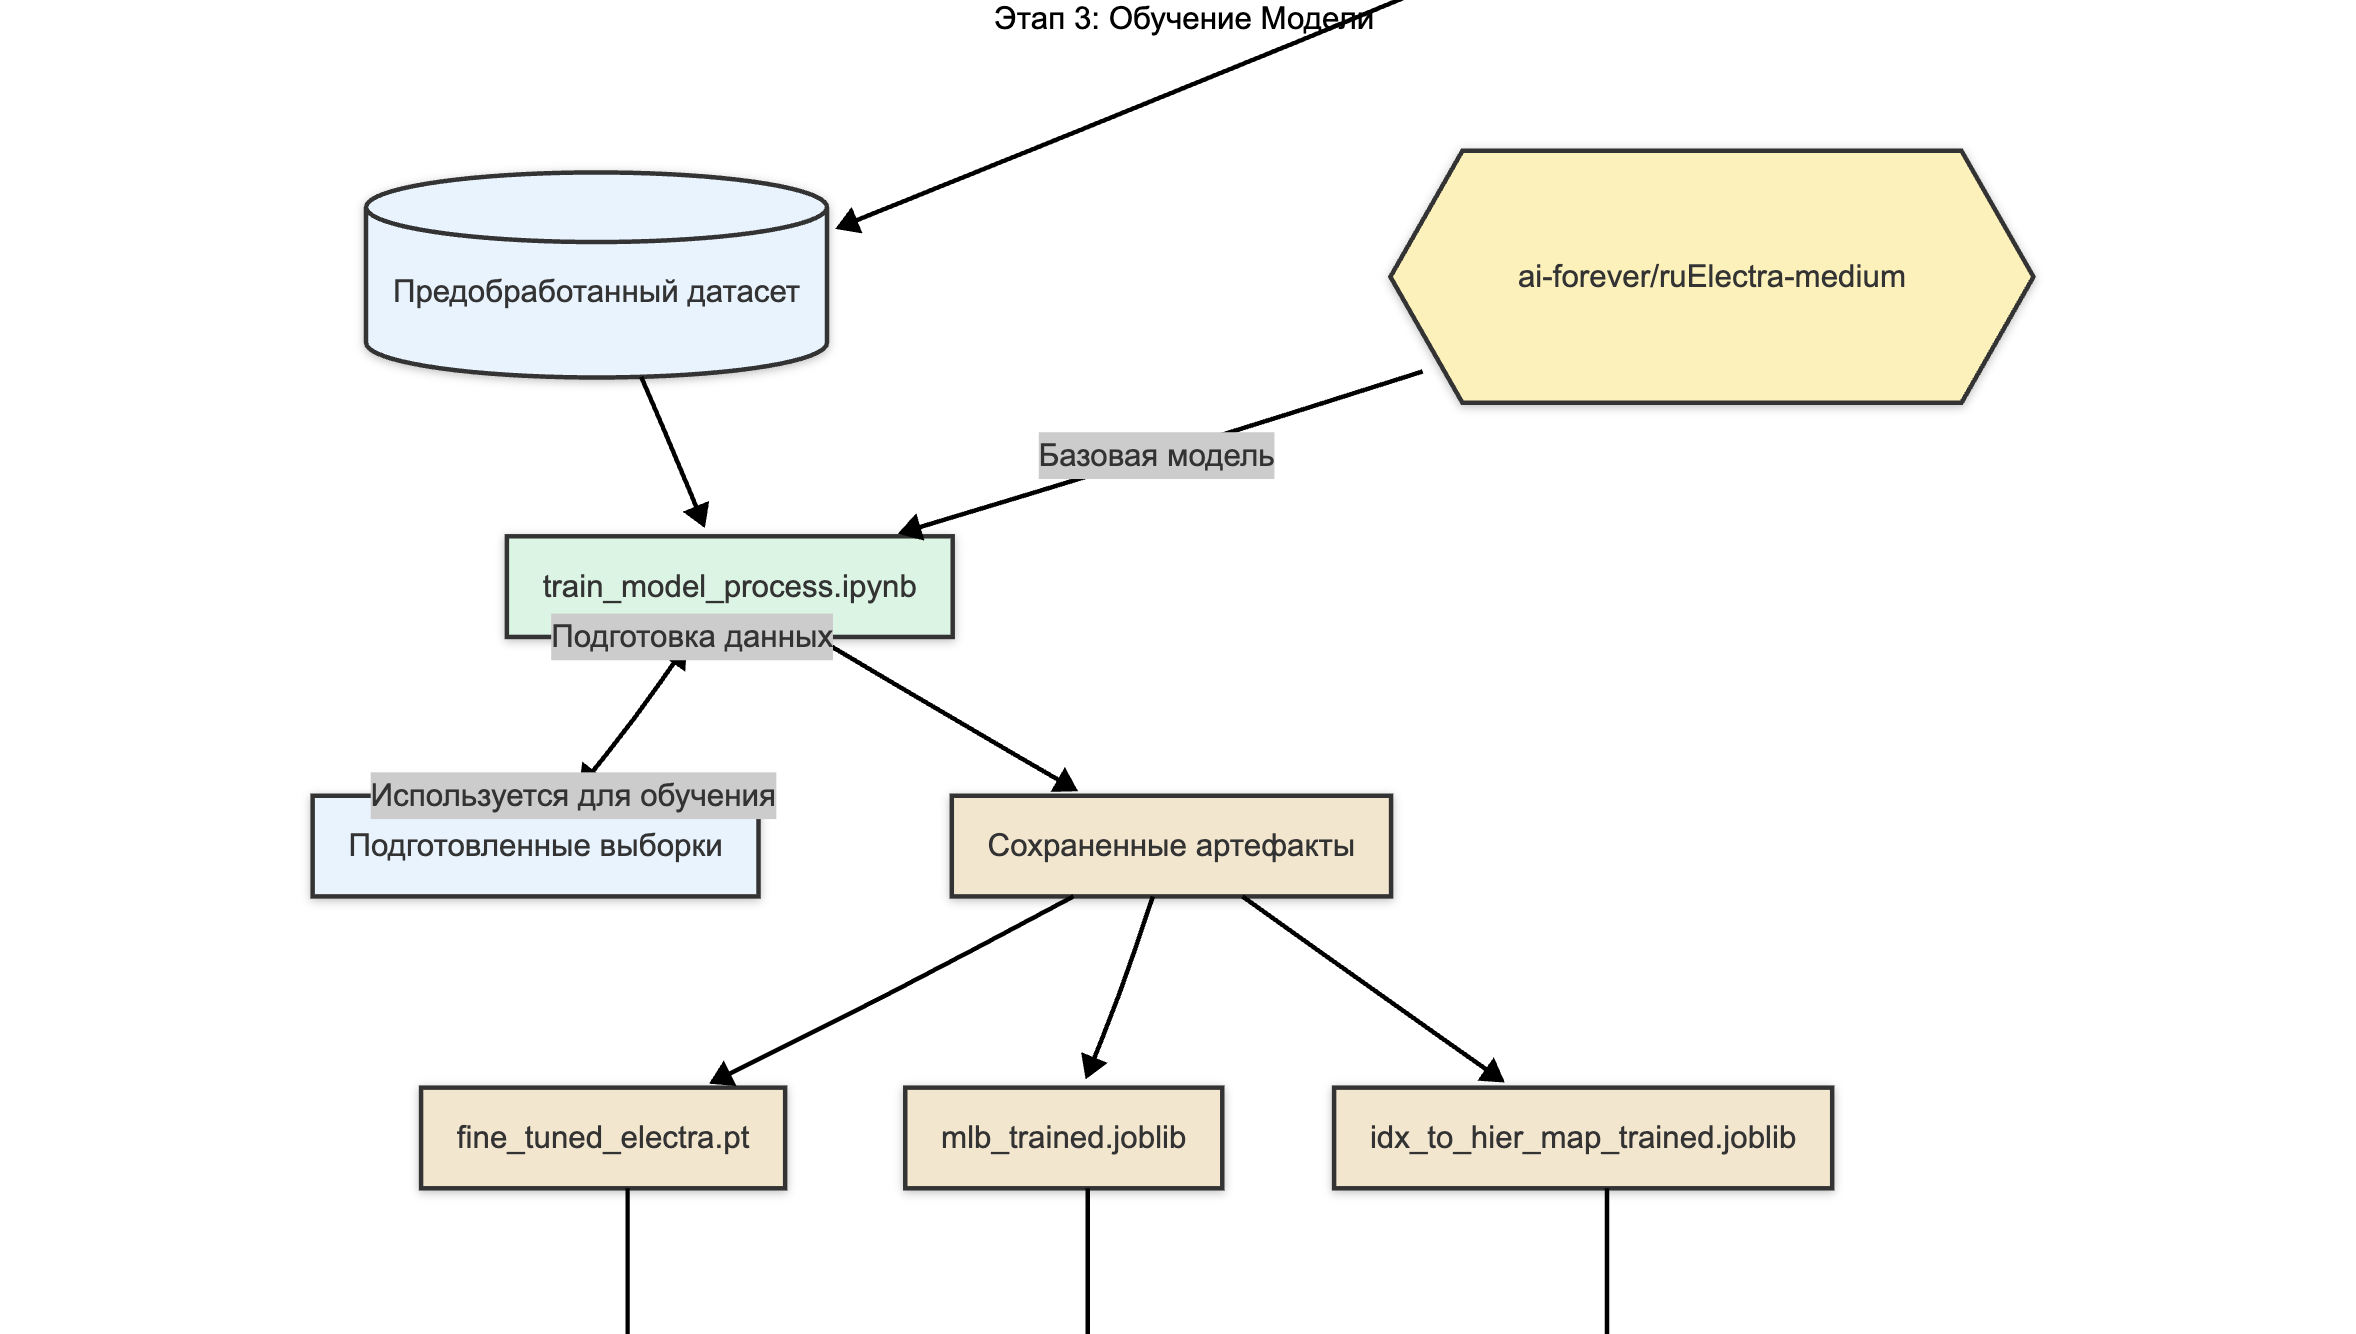 Этап 3: Обучение Модели
Предобработанный датасет
ai-forever/ruElectra-medium
Базовая модель
train_model_process.ipynb
Подготовка данных
Используется для обучения
Подготовленные выборки
Сохраненные артефакты
fine_tuned_electra.pt
mlb_trained.joblib
idx_to_hier_map_trained.joblib